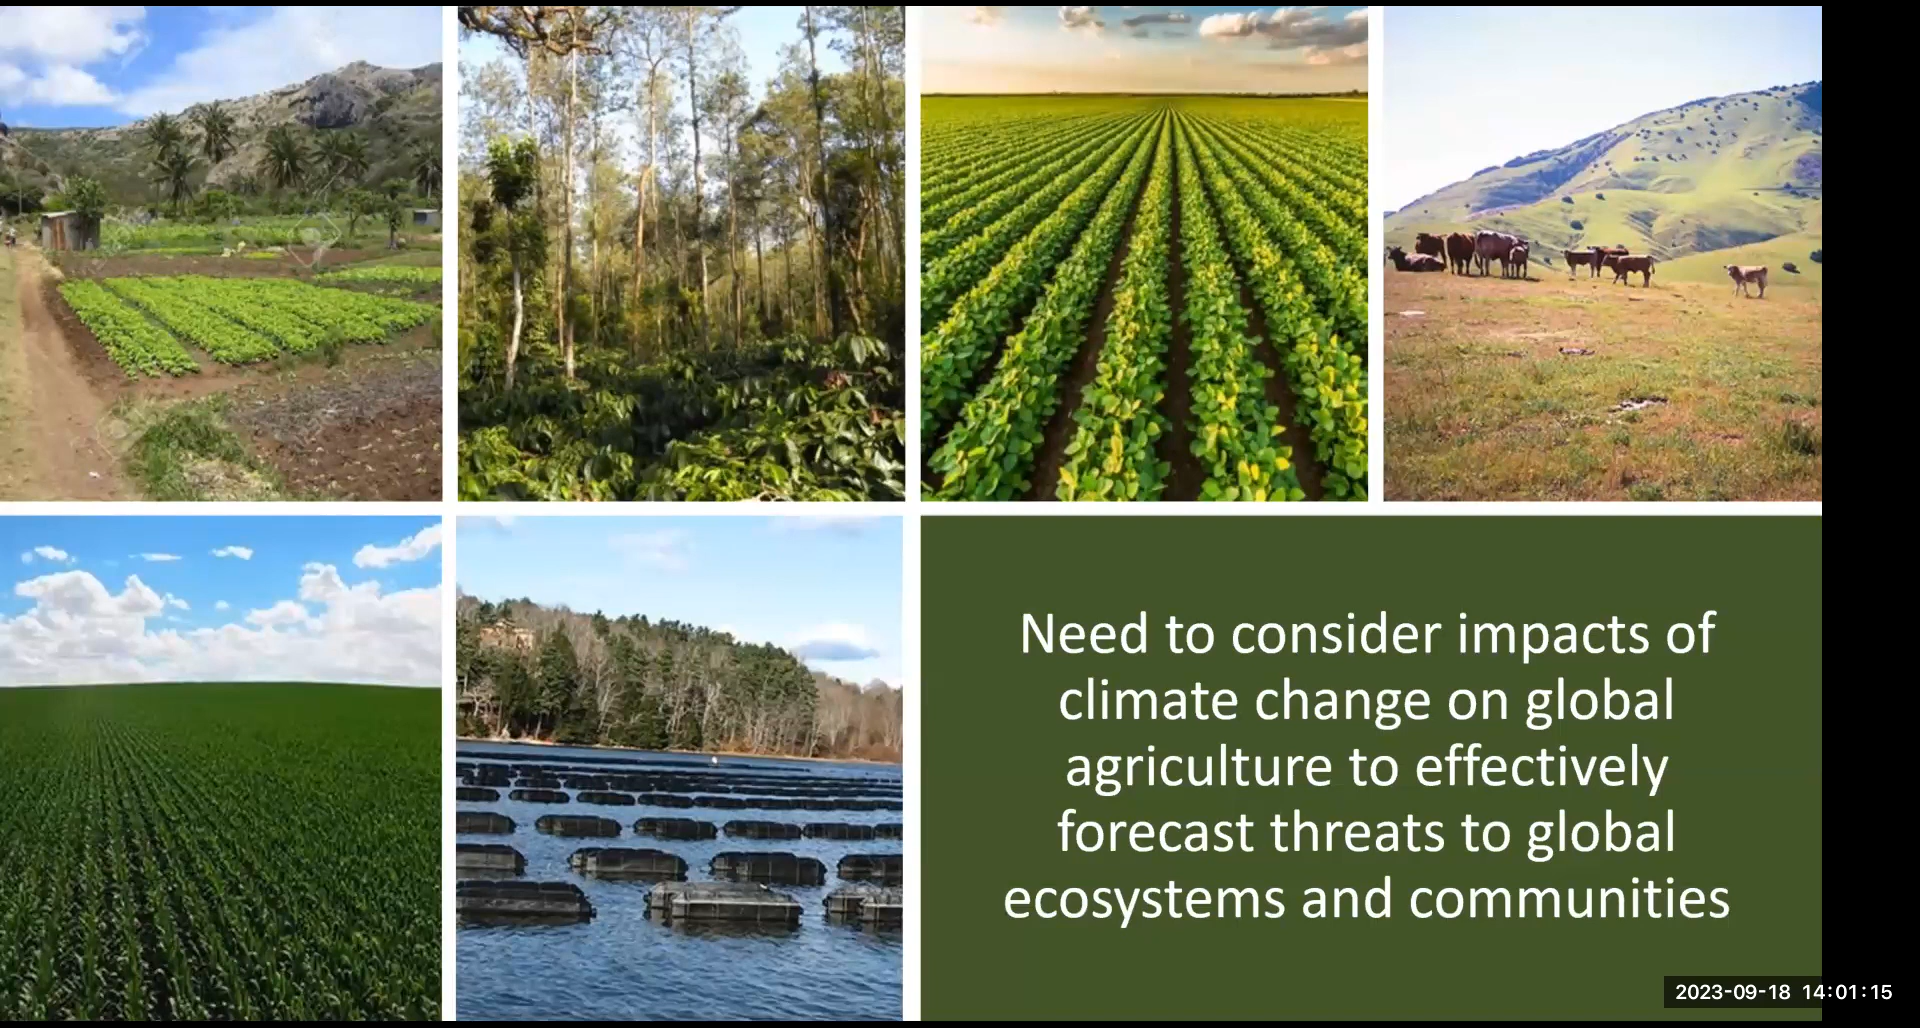 Need to consider impacts of
climate change on global
agriculture to effectively
forecast threats to global
ecosystems and communities
2023-09-18 14:01:15